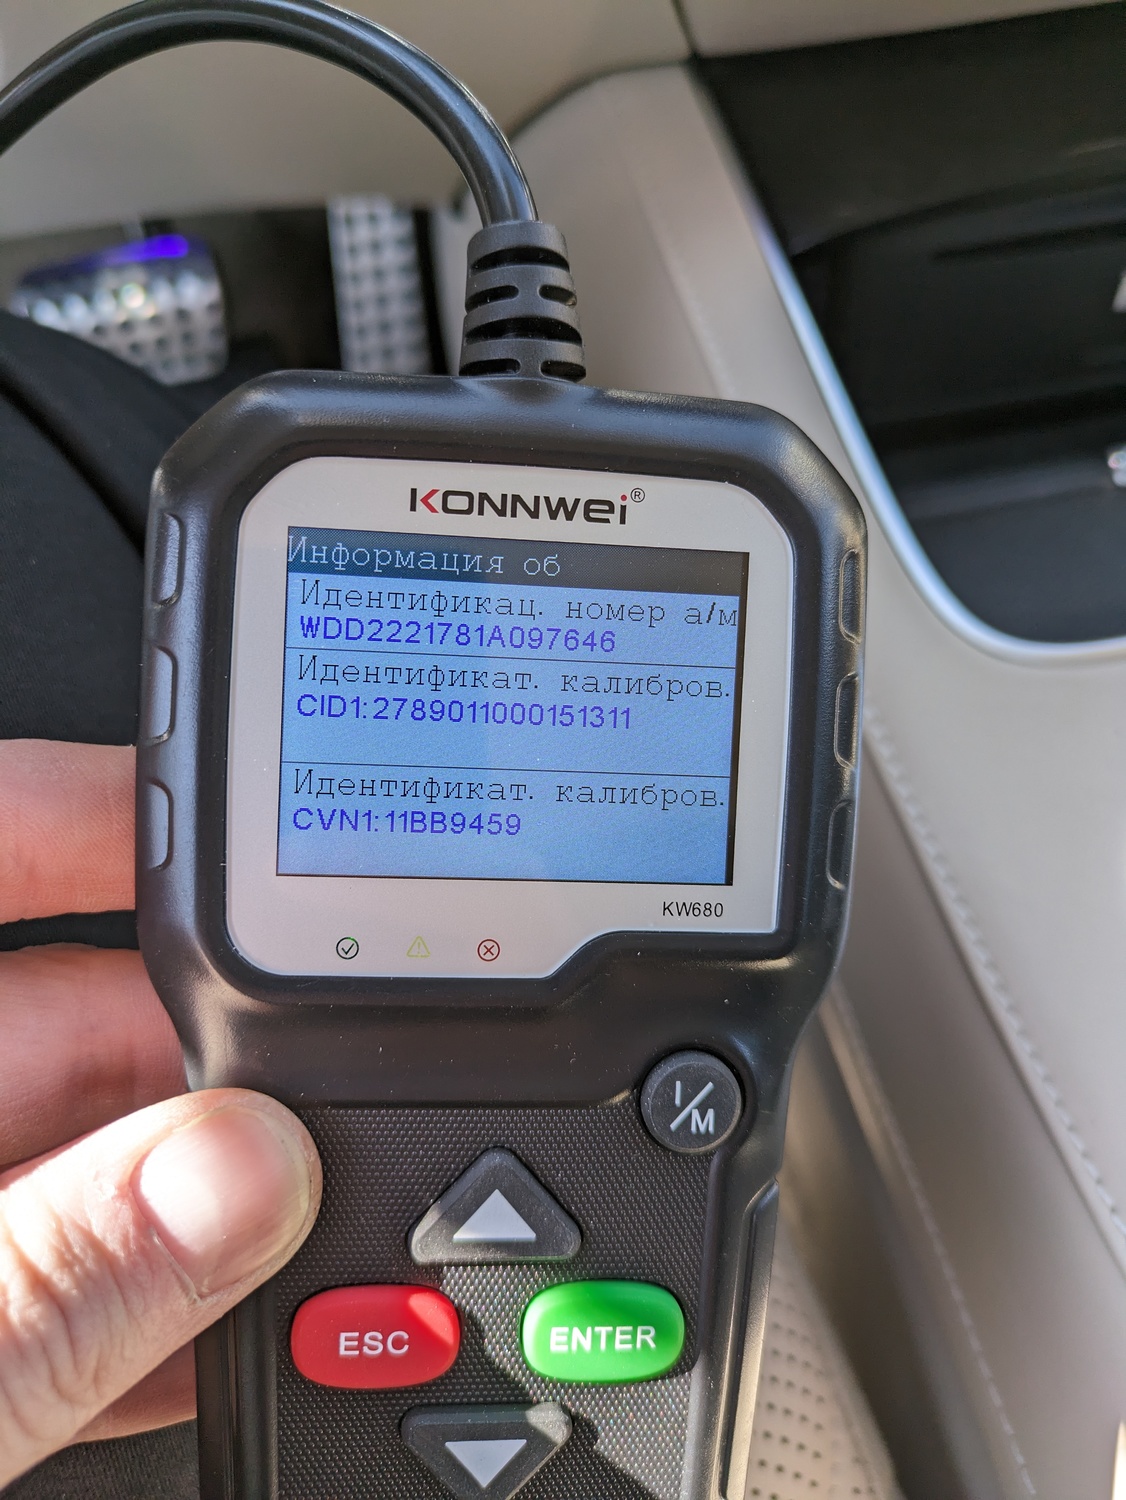 KONNWEI®
Информация об
Идентификац. номер а/м
WDD2221781A097646
Идентификат. калибров.
CID1:2789011000151311
Идентификат. калибров.
CVN1:11BB9459
KW680
I/M
ESC
ENTER